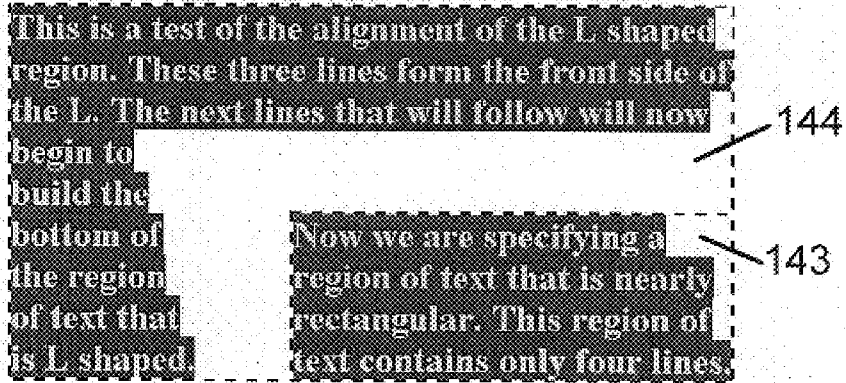 This is a test of the alignment of the L shaped
region. These three lines form the front side of
the L. The next lines that will follow will now
begin to
build the
bottom of
the region
of text that
is L shaped.
Now we are specifying a
region of text that is nearly
rectangular. This region of
text contains only four lines.
144
143